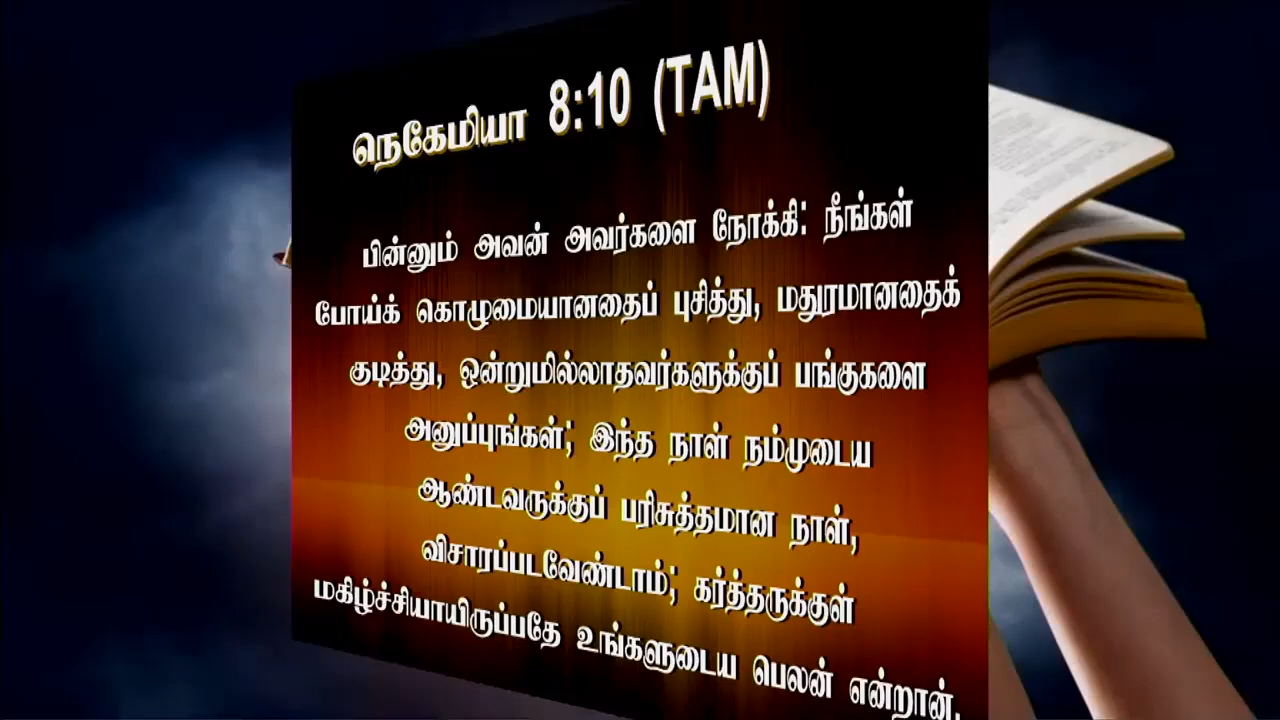 நெகேமியா 8:10 (TAM)
பின்னும் அவன் அவர்களை நோக்கி: நீங்கள்
போய்க் கொழுமையானதைப் புசித்து, மதுரமானதைக்
குடித்து, ஒன்றுமில்லாதவர்களுக்குப் பங்குகளை
அனுப்புங்கள்; இந்த நாள் நம்முடைய
ஆண்டவருக்குப் பரிசுத்தமான நாள்,
விசாரப்படவேண்டாம்; கர்த்தருக்குள்
மகிழ்ச்சியாயிருப்பதே உங்களுடைய பெலன் என்றான்.